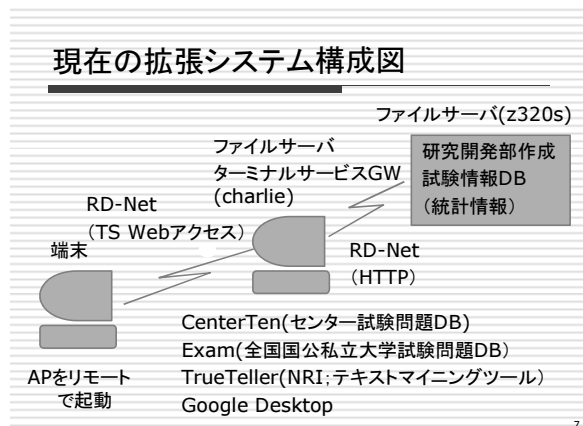 現在の拡張システム構成図
ファイルサーバ(z320s)
ファイルサーバ
ターミナルサービスGW
(charlie)
研究開発部作成
試験情報DB
(統計情報)
RD-Net
(TS Webアクセス)
端末
RD-Net
(HTTP)
APをリモート
で起動
CenterTen(センター試験問題DB)
Exam(全国国公私立大学試験問題DB)
TrueTeller(NRI;テキストマイニングツール)
Google Desktop
7